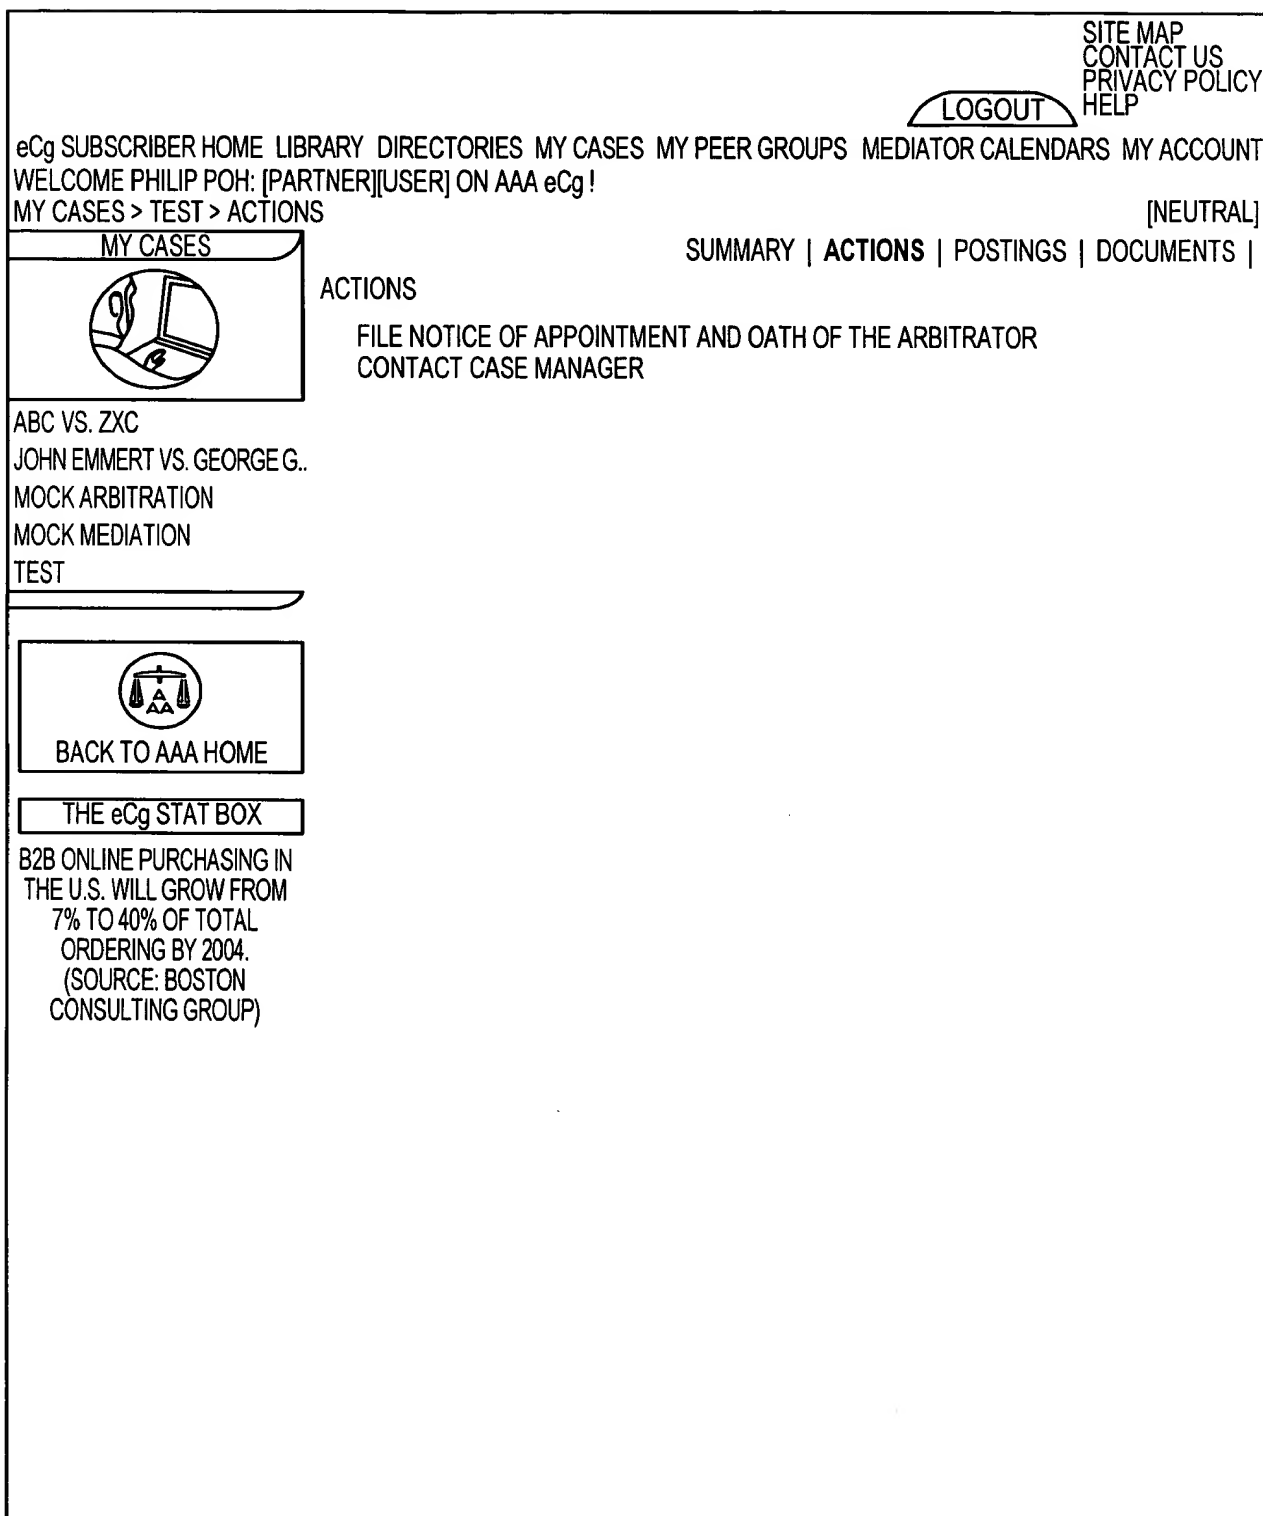 SITE MAP
CONTACT US
PRIVACY POLICY
LOGOUT HELP
eCg SUBSCRIBER HOME LIBRARY DIRECTORIES MY CASES MY PEER GROUPS MEDIATOR CALENDARS MY ACCOUNT
WELCOME PHILIP POH: [PARTNER][USER] ON AAA eCg !
MY CASES > TEST > ACTIONS [NEUTRAL]
MY CASES
SUMMARY | ACTIONS | POSTINGS | DOCUMENTS |
ACTIONS
FILE NOTICE OF APPOINTMENT AND OATH OF THE ARBITRATOR
CONTACT CASE MANAGER
ABC VS. ZXC
JOHN EMMERT VS. GEORGE G..
MOCK ARBITRATION
MOCK MEDIATION
TEST
A
AA
BACK TO AAA HOME
THE eCg STAT BOX
B2B ONLINE PURCHASING IN
THE U.S. WILL GROW FROM
7% TO 40% OF TOTAL
ORDERING BY 2004.
(SOURCE: BOSTON
CONSULTING GROUP)